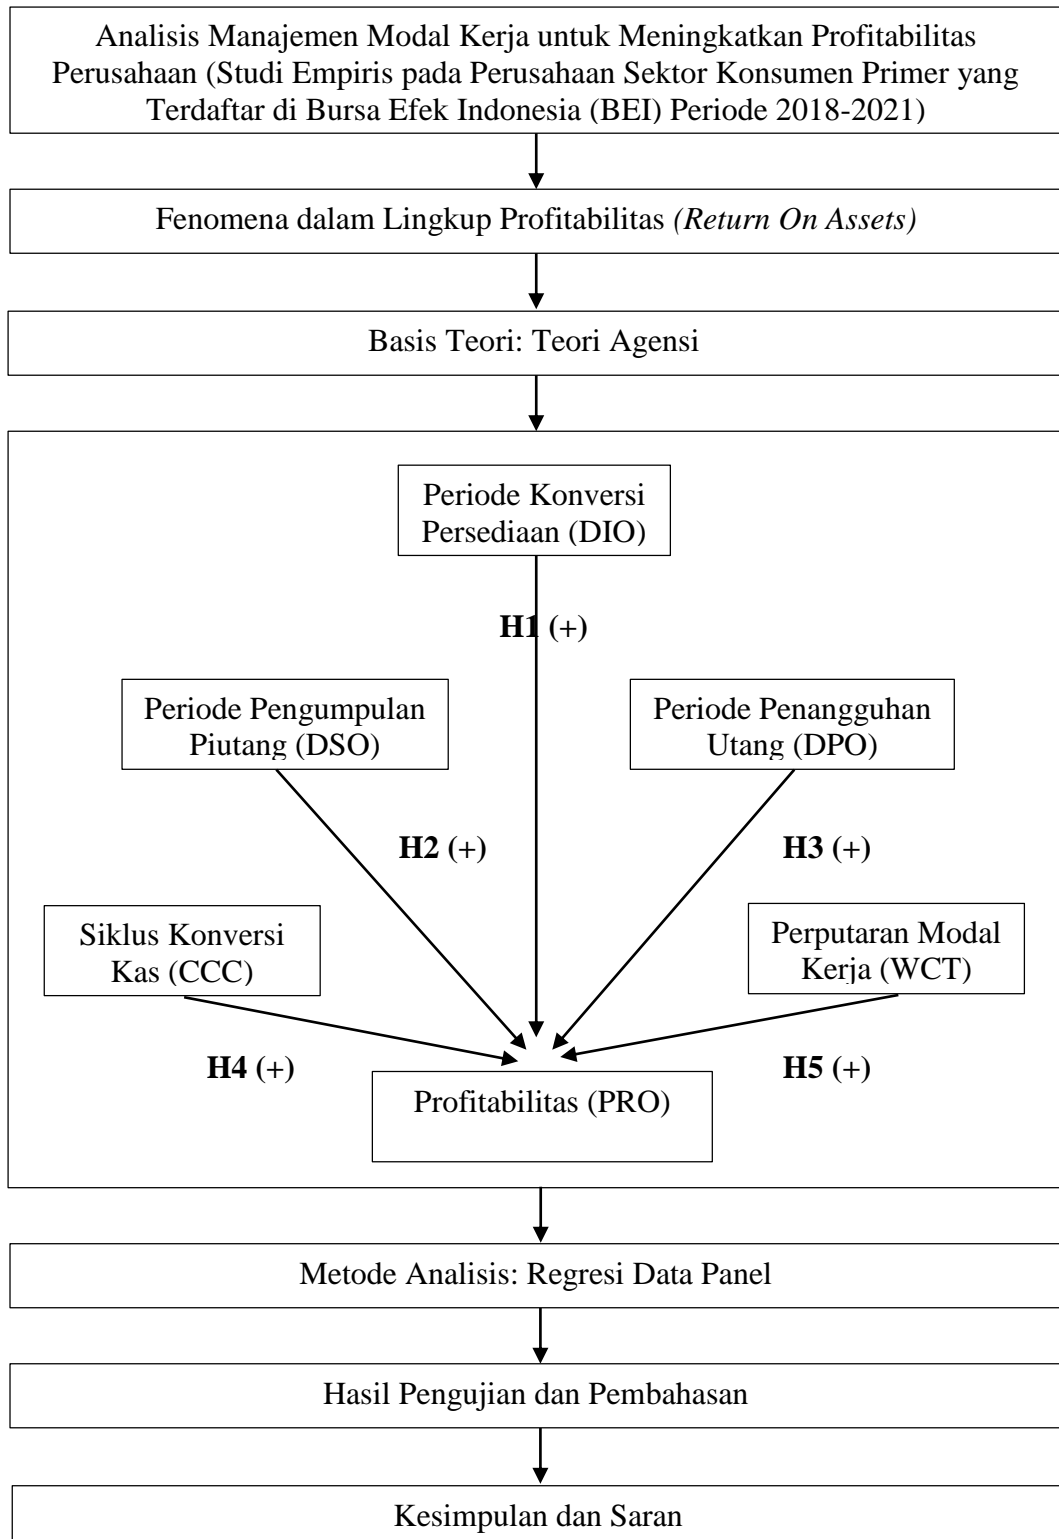 Analisis Manajemen Modal Kerja untuk Meningkatkan Profitabilitas
Perusahaan (Studi Empiris pada Perusahaan Sektor Konsumen Primer yang
Terdaftar di Bursa Efek Indonesia (BEI) Periode 2018-2021)
Fenomena dalam Lingkup Profitabilitas (Return On Assets)
Basis Teori: Teori Agensi
Periode Konversi
Persediaan (DIO)
H1 (+)
Periode Pengumpulan
Piutang (DSO)
Periode Penangguhan
Utang (DPO)
H2 (+)
H3 (+)
Siklus Konversi
Kas (CCC)
Perputaran Modal
Kerja (WCT)
H4 (+)
H5 (+)
Profitabilitas (PRO)
Metode Analisis: Regresi Data Panel
Hasil Pengujian dan Pembahasan
Kesimpulan dan Saran